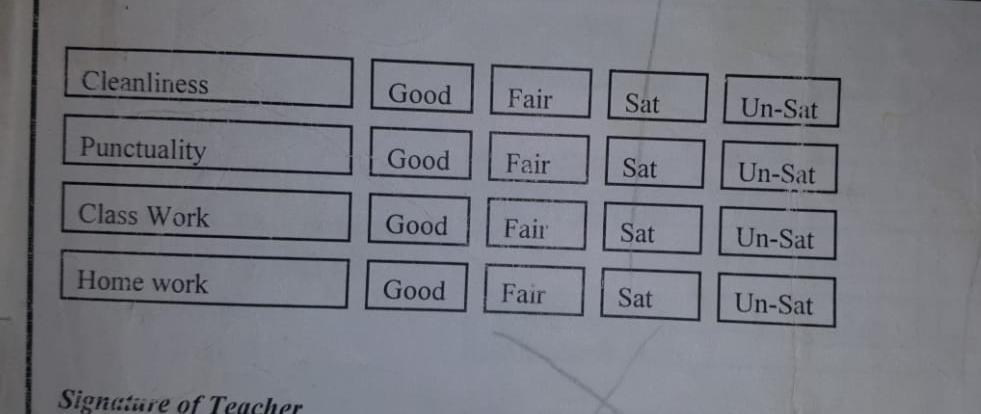 Cleanliness Good Fair Sat Un-Sat
Punctuality Good Fair Sat Un-Sat
Class Work Good Fair Sat Un-Sat
Home work Good Fair Sat Un-Sat
Signature of Teacher